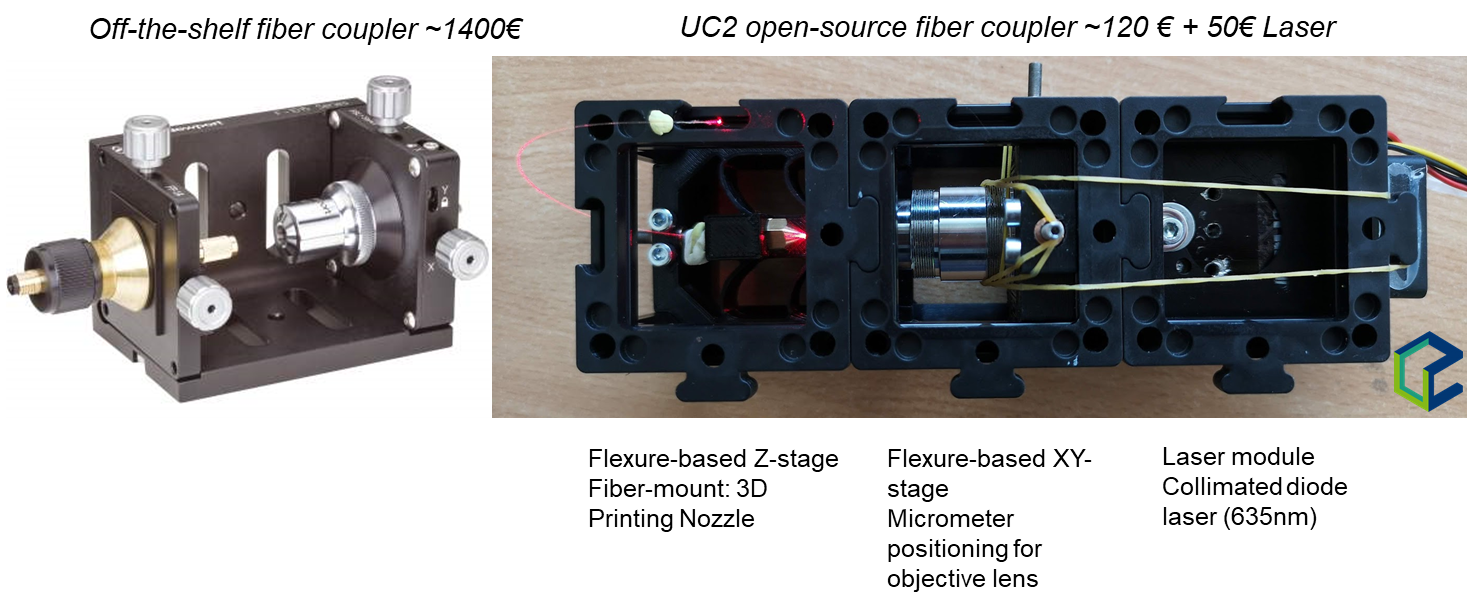 Off-the-shelf fiber coupler ~1400€
UC2 open-source fiber coupler ~120 € + 50€ Laser
Newport
Y
X
Flexure-based Z-stage
Fiber-mount: 3D
Printing Nozzle
Flexure-based XY-
stage
Micrometer
positioning for
objective lens
Laser module
Collimated diode
laser (635nm)